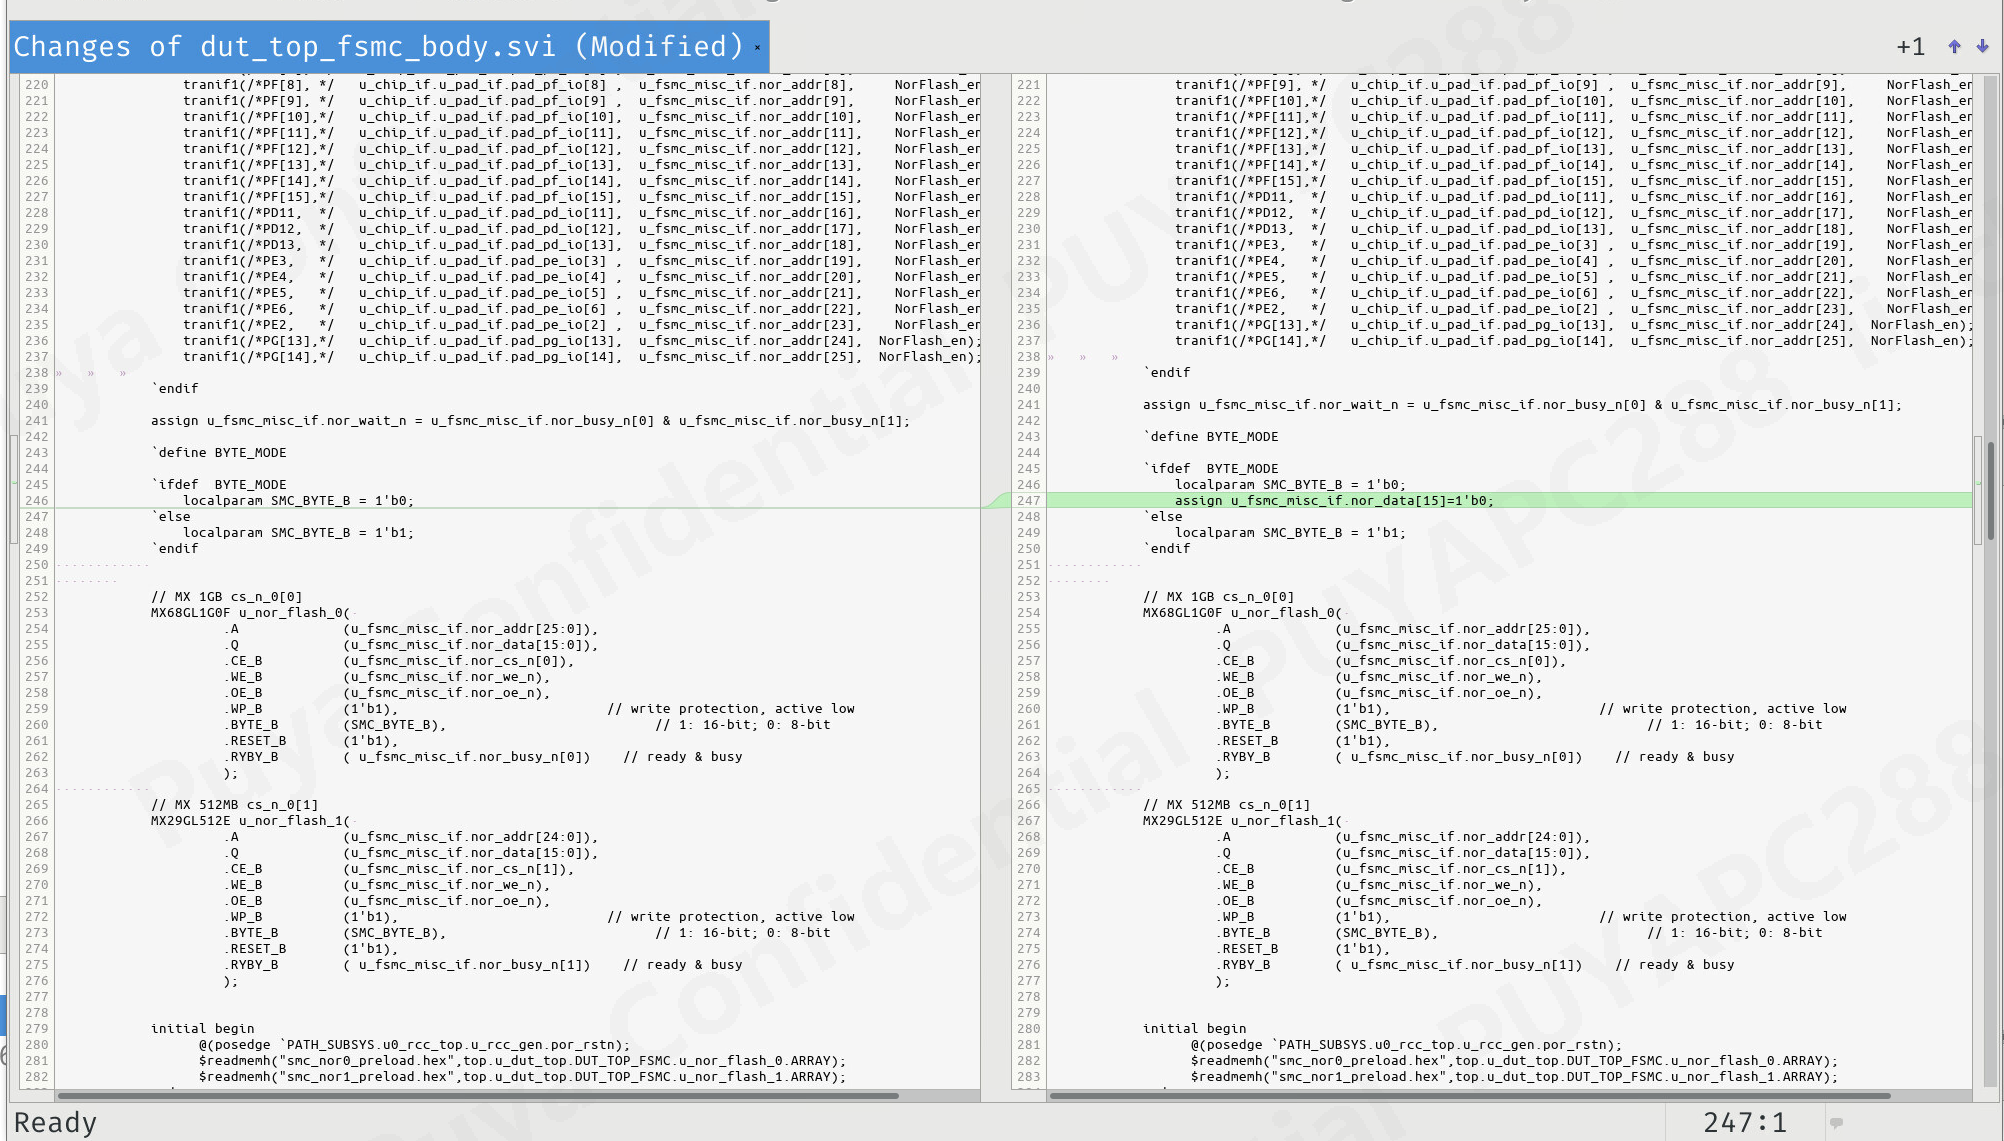 Changes of dut_top_fsmc_body.svi (Modified)
+1
220 tranif1(/*PF[8], */ u_chip_if.u_pad_if.pad_pf_io[8] , u_fsmc_misc_if.nor_addr[8], NorFlash_en
221 tranif1(/*PF[9], */ u_chip_if.u_pad_if.pad_pf_io[9] , u_fsmc_misc_if.nor_addr[9], NorFlash_en
222 tranif1(/*PF[10],*/ u_chip_if.u_pad_if.pad_pf_io[10], u_fsmc_misc_if.nor_addr[10], NorFlash_en
223 tranif1(/*PF[11],*/ u_chip_if.u_pad_if.pad_pf_io[11], u_fsmc_misc_if.nor_addr[11], NorFlash_en
224 tranif1(/*PF[12],*/ u_chip_if.u_pad_if.pad_pf_io[12], u_fsmc_misc_if.nor_addr[12], NorFlash_en
225 tranif1(/*PF[13],*/ u_chip_if.u_pad_if.pad_pf_io[13], u_fsmc_misc_if.nor_addr[13], NorFlash_en
226 tranif1(/*PF[14],*/ u_chip_if.u_pad_if.pad_pf_io[14], u_fsmc_misc_if.nor_addr[14], NorFlash_en
227 tranif1(/*PF[15],*/ u_chip_if.u_pad_if.pad_pf_io[15], u_fsmc_misc_if.nor_addr[15], NorFlash_en
228 tranif1(/*PD11, */ u_chip_if.u_pad_if.pad_pd_io[11], u_fsmc_misc_if.nor_addr[16], NorFlash_en
229 tranif1(/*PD12, */ u_chip_if.u_pad_if.pad_pd_io[12], u_fsmc_misc_if.nor_addr[17], NorFlash_en
230 tranif1(/*PD13, */ u_chip_if.u_pad_if.pad_pd_io[13], u_fsmc_misc_if.nor_addr[18], NorFlash_en
231 tranif1(/*PE3, */ u_chip_if.u_pad_if.pad_pe_io[3] , u_fsmc_misc_if.nor_addr[19], NorFlash_en
232 tranif1(/*PE4, */ u_chip_if.u_pad_if.pad_pe_io[4] , u_fsmc_misc_if.nor_addr[20], NorFlash_en
233 tranif1(/*PE5, */ u_chip_if.u_pad_if.pad_pe_io[5] , u_fsmc_misc_if.nor_addr[21], NorFlash_en
234 tranif1(/*PE6, */ u_chip_if.u_pad_if.pad_pe_io[6] , u_fsmc_misc_if.nor_addr[22], NorFlash_en
235 tranif1(/*PE2, */ u_chip_if.u_pad_if.pad_pe_io[2] , u_fsmc_misc_if.nor_addr[23], NorFlash_en
236 tranif1(/*PG[13],*/ u_chip_if.u_pad_if.pad_pg_io[13], u_fsmc_misc_if.nor_addr[24], NorFlash_en);
237 tranif1(/*PG[14],*/ u_chip_if.u_pad_if.pad_pg_io[14], u_fsmc_misc_if.nor_addr[25], NorFlash_en);
238 » » »
239 `endif
240
241 assign u_fsmc_misc_if.nor_wait_n = u_fsmc_misc_if.nor_busy_n[0] & u_fsmc_misc_if.nor_busy_n[1];
242
243 `define BYTE_MODE
244
245 `ifdef BYTE_MODE
246 localparam SMC_BYTE_B = 1'b0;
247 `else
248 localparam SMC_BYTE_B = 1'b1;
249 `endif
250
251
252 // MX 1GB cs_n_0[0]
253 MX68GL1G0F u_nor_flash_0(
254 .A (u_fsmc_misc_if.nor_addr[25:0]),
255 .Q (u_fsmc_misc_if.nor_data[15:0]),
256 .CE_B (u_fsmc_misc_if.nor_cs_n[0]),
257 .WE_B (u_fsmc_misc_if.nor_we_n),
258 .OE_B (u_fsmc_misc_if.nor_oe_n),
259 .WP_B (1'b1), // write protection, active low
260 .BYTE_B (SMC_BYTE_B), // 1: 16-bit; 0: 8-bit
261 .RESET_B (1'b1),
262 .RYBY_B ( u_fsmc_misc_if.nor_busy_n[0]) // ready & busy
263 );
264
265 // MX 512MB cs_n_0[1]
266 MX29GL512E u_nor_flash_1(
267 .A (u_fsmc_misc_if.nor_addr[24:0]),
268 .Q (u_fsmc_misc_if.nor_data[15:0]),
269 .CE_B (u_fsmc_misc_if.nor_cs_n[1]),
270 .WE_B (u_fsmc_misc_if.nor_we_n),
271 .OE_B (u_fsmc_misc_if.nor_oe_n),
272 .WP_B (1'b1), // write protection, active low
273 .BYTE_B (SMC_BYTE_B), // 1: 16-bit; 0: 8-bit
274 .RESET_B (1'b1),
275 .RYBY_B ( u_fsmc_misc_if.nor_busy_n[1]) // ready & busy
276 );
277
278
279 initial begin
280 @(posedge `PATH_SUBSYS.u0_rcc_top.u_rcc_gen.por_rstn);
281 $readmemh("smc_nor0_preload.hex",top.u_dut_top.DUT_TOP_FSMC.u_nor_flash_0.ARRAY);
282 $readmemh("smc_nor1_preload.hex",top.u_dut_top.DUT_TOP_FSMC.u_nor_flash_1.ARRAY);
221 tranif1(/*PF[9], */ u_chip_if.u_pad_if.pad_pf_io[9] , u_fsmc_misc_if.nor_addr[9], NorFlash_en
222 tranif1(/*PF[10],*/ u_chip_if.u_pad_if.pad_pf_io[10], u_fsmc_misc_if.nor_addr[10], NorFlash_en
223 tranif1(/*PF[11],*/ u_chip_if.u_pad_if.pad_pf_io[11], u_fsmc_misc_if.nor_addr[11], NorFlash_en
224 tranif1(/*PF[12],*/ u_chip_if.u_pad_if.pad_pf_io[12], u_fsmc_misc_if.nor_addr[12], NorFlash_en
225 tranif1(/*PF[13],*/ u_chip_if.u_pad_if.pad_pf_io[13], u_fsmc_misc_if.nor_addr[13], NorFlash_en
226 tranif1(/*PF[14],*/ u_chip_if.u_pad_if.pad_pf_io[14], u_fsmc_misc_if.nor_addr[14], NorFlash_en
227 tranif1(/*PF[15],*/ u_chip_if.u_pad_if.pad_pf_io[15], u_fsmc_misc_if.nor_addr[15], NorFlash_en
228 tranif1(/*PD11, */ u_chip_if.u_pad_if.pad_pd_io[11], u_fsmc_misc_if.nor_addr[16], NorFlash_en
229 tranif1(/*PD12, */ u_chip_if.u_pad_if.pad_pd_io[12], u_fsmc_misc_if.nor_addr[17], NorFlash_en
230 tranif1(/*PD13, */ u_chip_if.u_pad_if.pad_pd_io[13], u_fsmc_misc_if.nor_addr[18], NorFlash_en
231 tranif1(/*PE3, */ u_chip_if.u_pad_if.pad_pe_io[3] , u_fsmc_misc_if.nor_addr[19], NorFlash_en
232 tranif1(/*PE4, */ u_chip_if.u_pad_if.pad_pe_io[4] , u_fsmc_misc_if.nor_addr[20], NorFlash_en
233 tranif1(/*PE5, */ u_chip_if.u_pad_if.pad_pe_io[5] , u_fsmc_misc_if.nor_addr[21], NorFlash_en
234 tranif1(/*PE6, */ u_chip_if.u_pad_if.pad_pe_io[6] , u_fsmc_misc_if.nor_addr[22], NorFlash_en
235 tranif1(/*PE2, */ u_chip_if.u_pad_if.pad_pe_io[2] , u_fsmc_misc_if.nor_addr[23], NorFlash_en
236 tranif1(/*PG[13],*/ u_chip_if.u_pad_if.pad_pg_io[13], u_fsmc_misc_if.nor_addr[24], NorFlash_en);
237 tranif1(/*PG[14],*/ u_chip_if.u_pad_if.pad_pg_io[14], u_fsmc_misc_if.nor_addr[25], NorFlash_en);
238 » » »
239 `endif
240
241 assign u_fsmc_misc_if.nor_wait_n = u_fsmc_misc_if.nor_busy_n[0] & u_fsmc_misc_if.nor_busy_n[1];
242
243 `define BYTE_MODE
244
245 `ifdef BYTE_MODE
246 localparam SMC_BYTE_B = 1'b0;
247 assign u_fsmc_misc_if.nor_data[15]=1'b0;
248 `else
249 localparam SMC_BYTE_B = 1'b1;
250 `endif
251
252
253 // MX 1GB cs_n_0[0]
254 MX68GL1G0F u_nor_flash_0(
255 .A (u_fsmc_misc_if.nor_addr[25:0]),
256 .Q (u_fsmc_misc_if.nor_data[15:0]),
257 .CE_B (u_fsmc_misc_if.nor_cs_n[0]),
258 .WE_B (u_fsmc_misc_if.nor_we_n),
259 .OE_B (u_fsmc_misc_if.nor_oe_n),
260 .WP_B (1'b1), // write protection, active low
261 .BYTE_B (SMC_BYTE_B), // 1: 16-bit; 0: 8-bit
262 .RESET_B (1'b1),
263 .RYBY_B ( u_fsmc_misc_if.nor_busy_n[0]) // ready & busy
264 );
265
266 // MX 512MB cs_n_0[1]
267 MX29GL512E u_nor_flash_1(
268 .A (u_fsmc_misc_if.nor_addr[24:0]),
269 .Q (u_fsmc_misc_if.nor_data[15:0]),
270 .CE_B (u_fsmc_misc_if.nor_cs_n[1]),
271 .WE_B (u_fsmc_misc_if.nor_we_n),
272 .OE_B (u_fsmc_misc_if.nor_oe_n),
273 .WP_B (1'b1), // write protection, active low
274 .BYTE_B (SMC_BYTE_B), // 1: 16-bit; 0: 8-bit
275 .RESET_B (1'b1),
276 .RYBY_B ( u_fsmc_misc_if.nor_busy_n[1]) // ready & busy
277 );
278
279
280 initial begin
281 @(posedge `PATH_SUBSYS.u0_rcc_top.u_rcc_gen.por_rstn);
282 $readmemh("smc_nor0_preload.hex",top.u_dut_top.DUT_TOP_FSMC.u_nor_flash_0.ARRAY);
283 $readmemh("smc_nor1_preload.hex",top.u_dut_top.DUT_TOP_FSMC.u_nor_flash_1.ARRAY);
Puya Confidential PUYAPC288
Ready
247:1